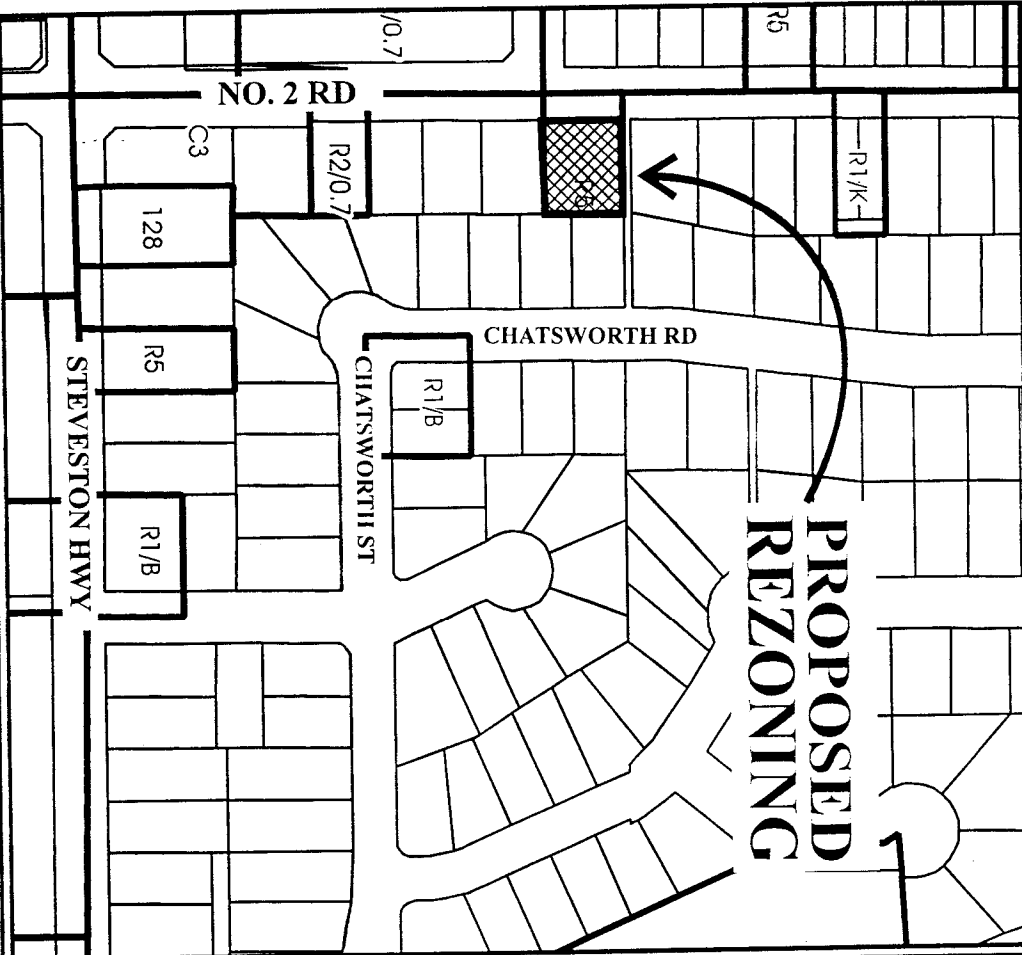 /0.7
R5
NO. 2 RD
C3
R2/0.7
R1/K
128
CHATSWORTH RD
R5
CHATSWORTH ST
R1/B
STEVESTON HWY
R1/B
PROPOSED
REZONING